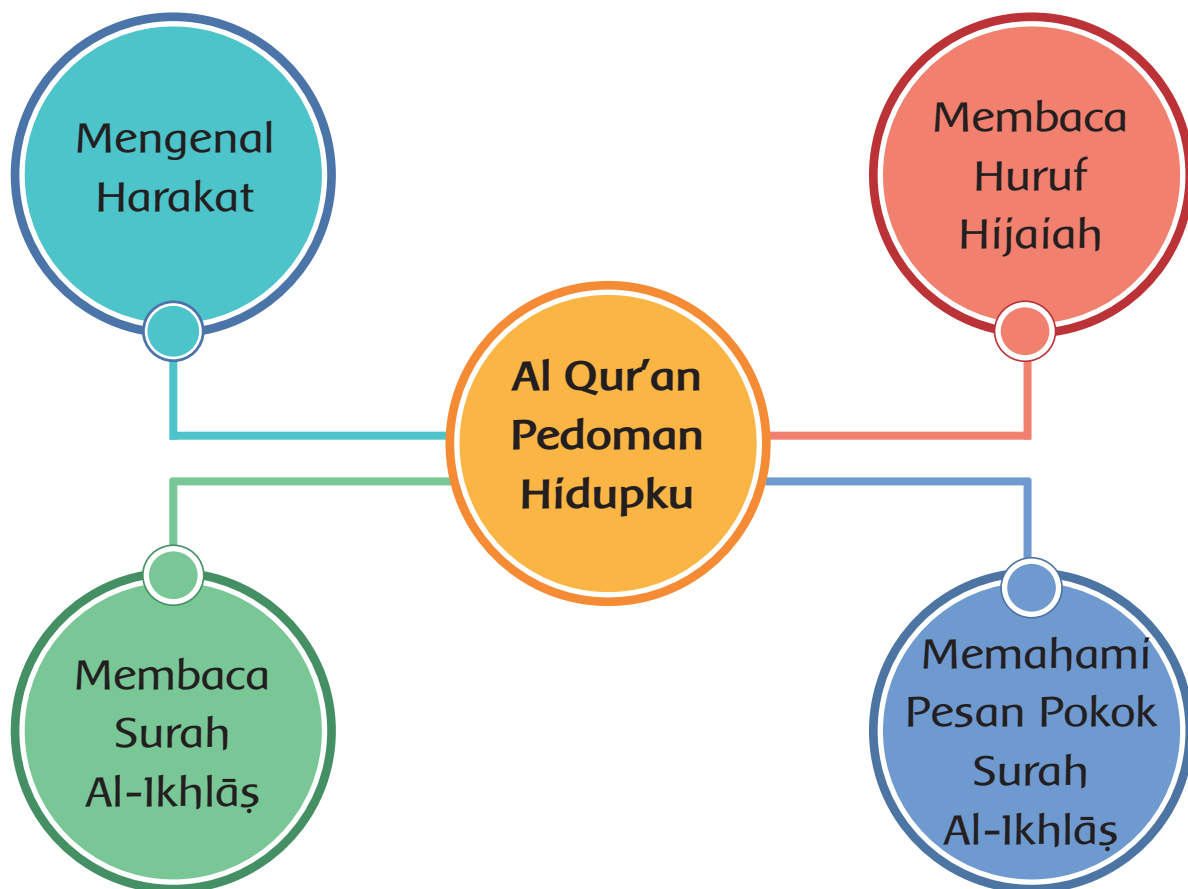 Mengenal
Harakat
Membaca
Huruf
Hijaiah
Al Qur’an
Pedoman
Hidupku
Membaca
Surah
Al-Ikhlāṣ
Memahami
Pesan Pokok
Surah
Al-Ikhlāṣ